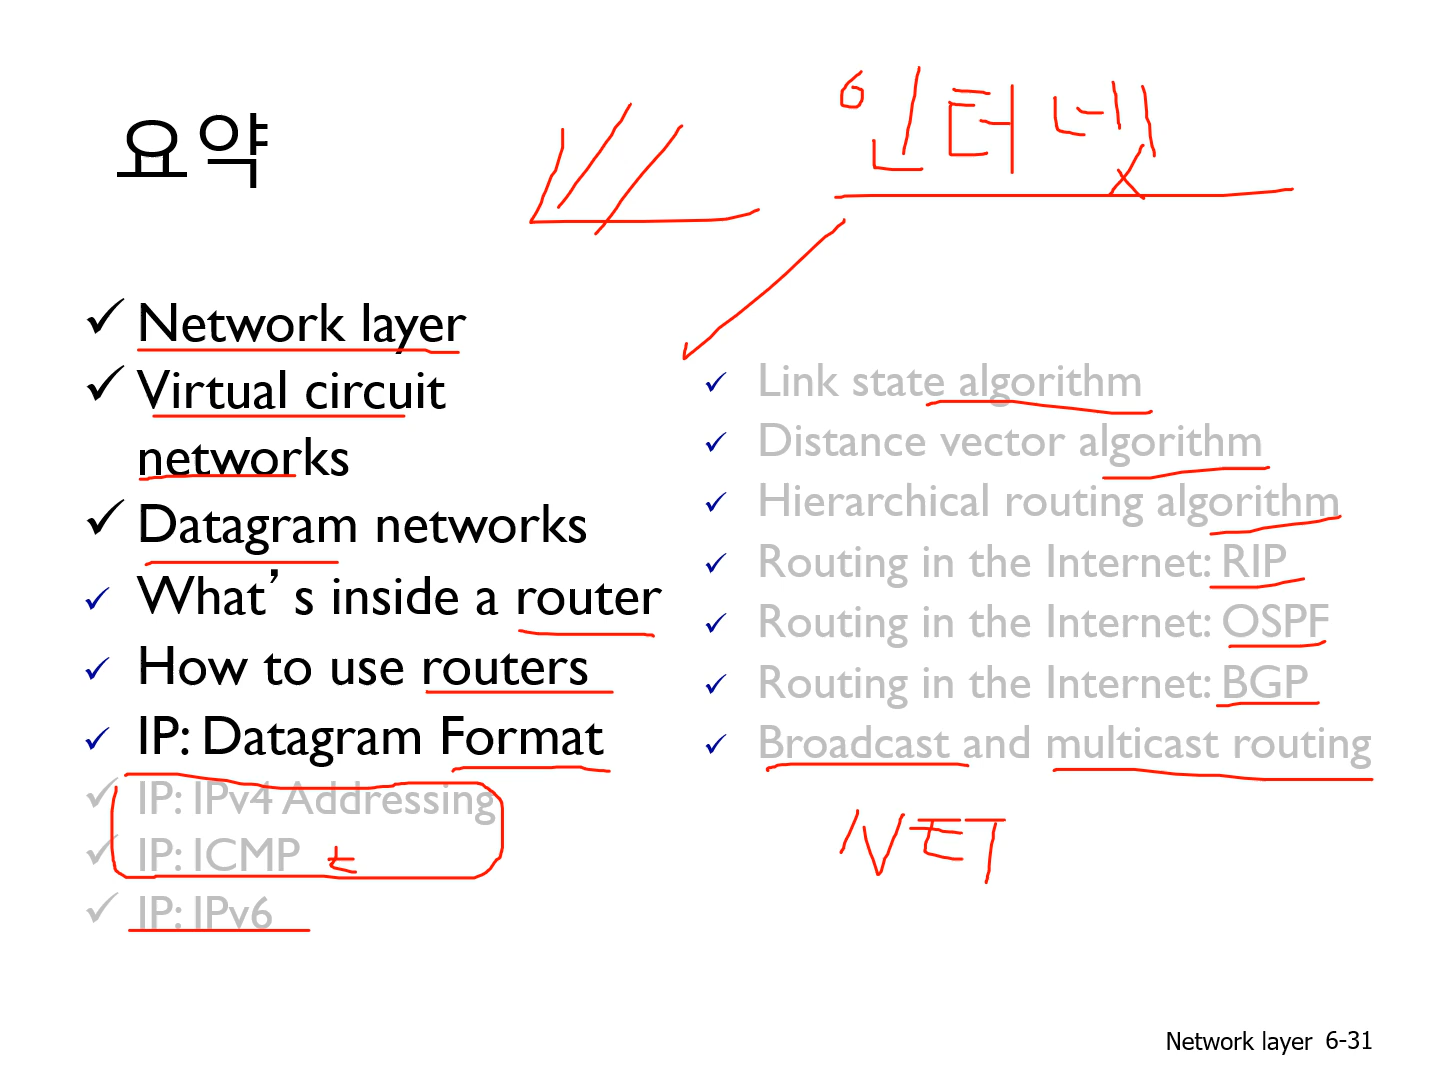 요약
인터넷
Network layer
Virtual circuit
networks
Datagram networks
What's inside a router
How to use routers
IP: Datagram Format
IP: IPv4 Addressing
IP: ICMP
IP: IPv6
Link state algorithm
Distance vector algorithm
Hierarchical routing algorithm
Routing in the Internet: RIP
Routing in the Internet: OSPF
Routing in the Internet: BGP
Broadcast and multicast routing
NET
Network layer 6-31